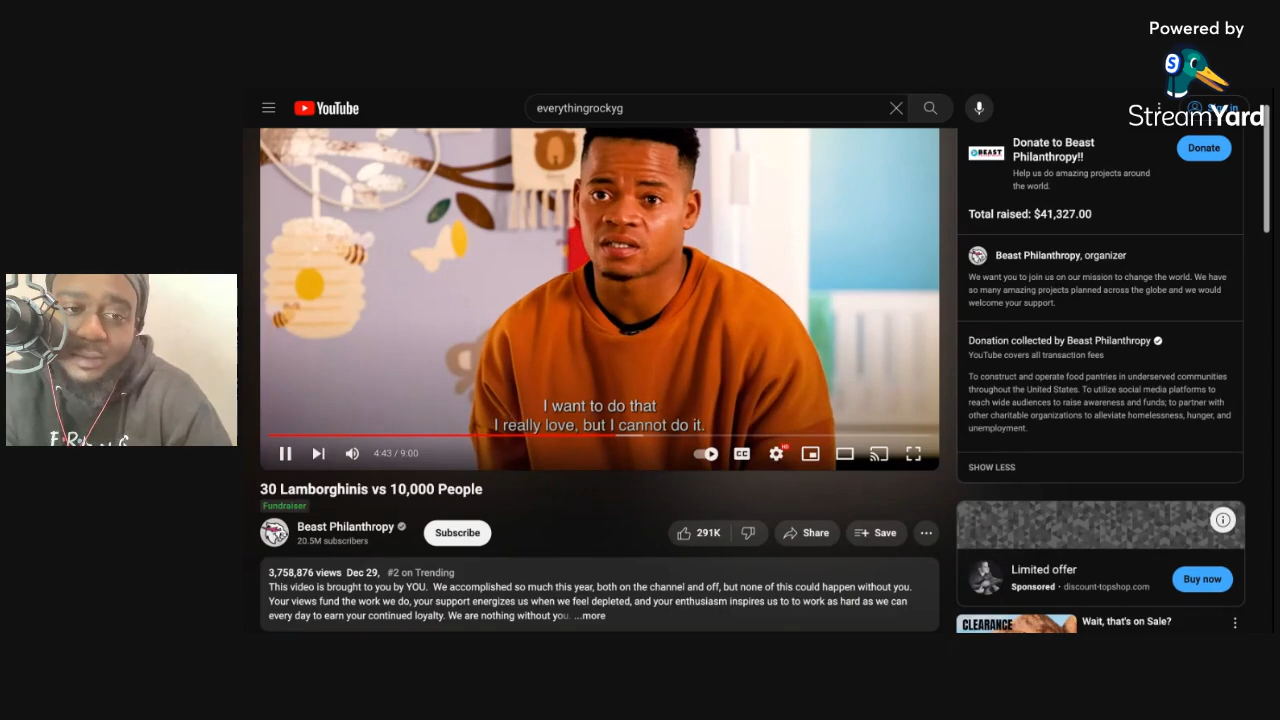 Powered by
S
StreamYard
YouTube
everythingrockyg
I want to do that
I really love, but I cannot do it.
4:43 / 9:00
CC
HD
30 Lamborghinis vs 10,000 People
Fundraiser
Beast Philanthropy
20.5M subscribers
Subscribe
291K
Share
Save
3,758,876 views Dec 29, #2 on Trending
This video is brought to you by YOU. We accomplished so much this year, both on the channel and off, but none of this could happen without you.
Your views fund the work we do, your support energizes us when we feel depleted, and your enthusiasm inspires us to to work as hard as we can
every day to earn your continued loyalty. We are nothing without you. ...more
BEAST
Donate to Beast
Philanthropy!!
Help us do amazing projects around
the world.
Donate
Total raised: $41,327.00
Beast Philanthropy, organizer
We want you to join us on our mission to change the world. We have
so many amazing projects planned across the globe and we would
welcome your support.
Donation collected by Beast Philanthropy
YouTube covers all transaction fees
To construct and operate food pantries in underserved communities
throughout the United States. To utilize social media platforms to
reach wide audiences to raise awareness and funds; to partner with
other charitable organizations to alleviate homelessness, hunger, and
unemployment.
SHOW LESS
Limited offer
Sponsored · discount-topshop.com
Buy now
CLEARANCE
Wait, that's on Sale?